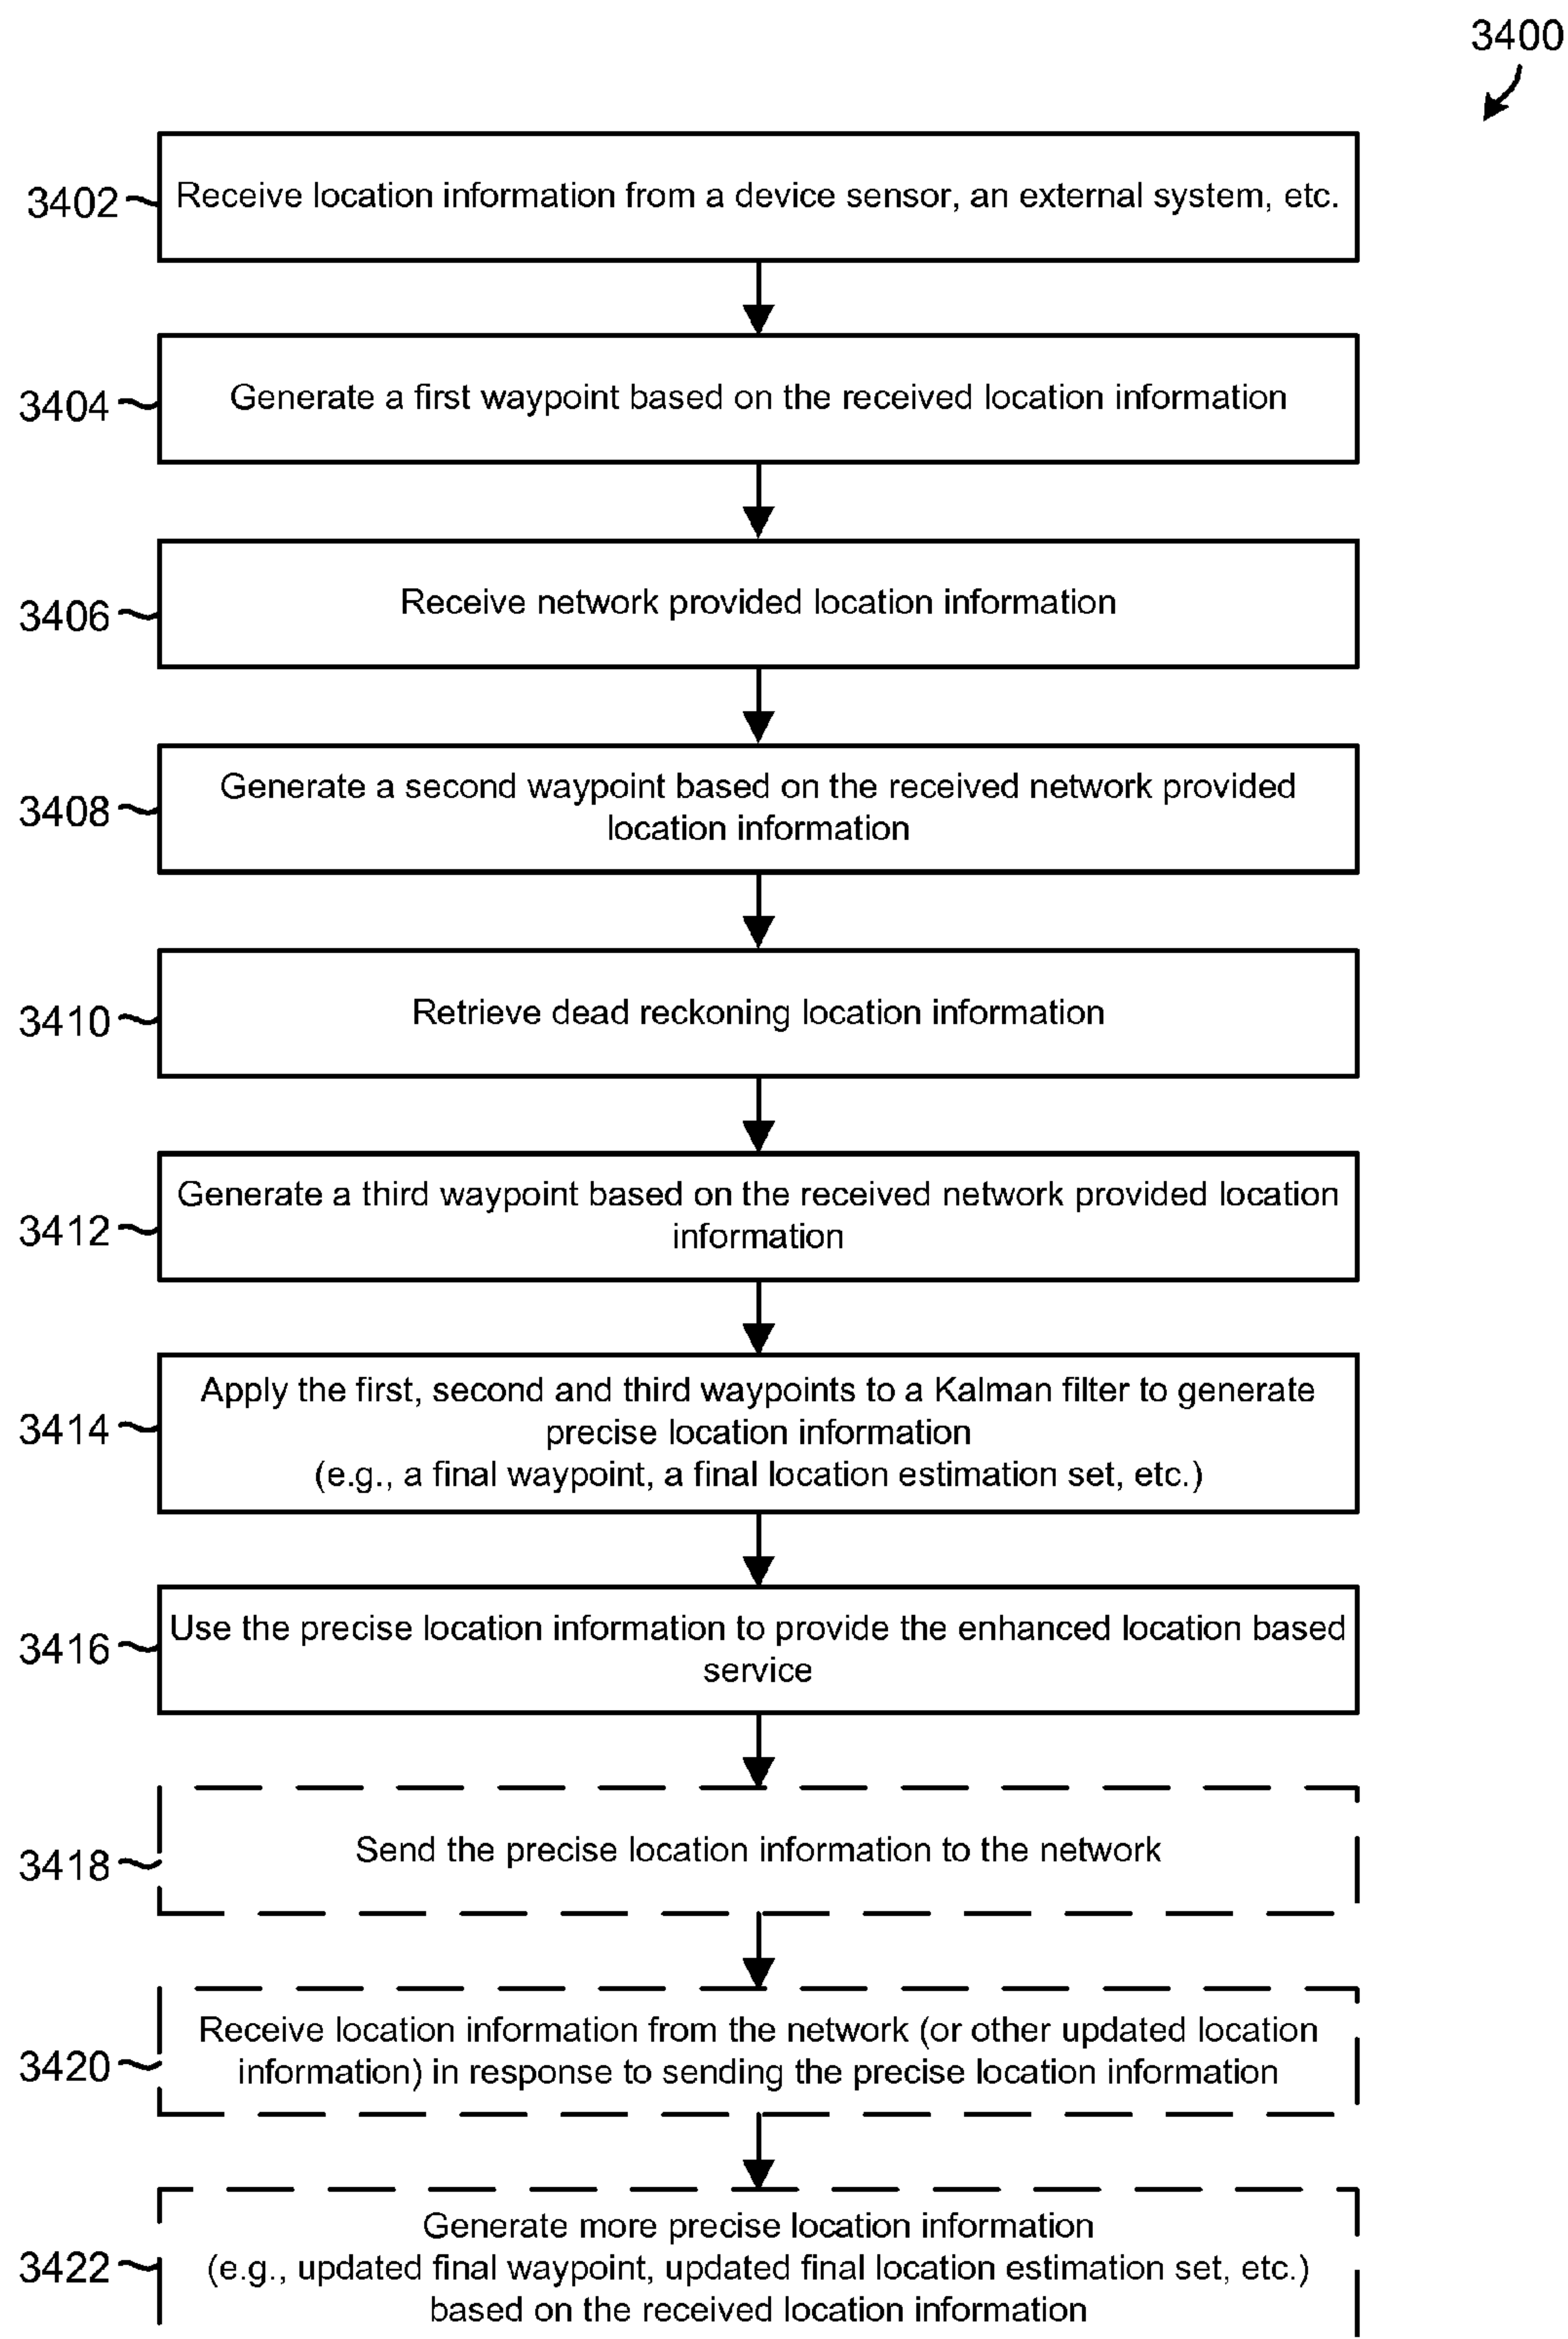 3400
3402
Receive location information from a device sensor, an external system, etc.
3404
Generate a first waypoint based on the received location information
3406
Receive network provided location information
3408
Generate a second waypoint based on the received network provided
location information
3410
Retrieve dead reckoning location information
3412
Generate a third waypoint based on the received network provided location
information
3414
Apply the first, second and third waypoints to a Kalman filter to generate
precise location information
(e.g., a final waypoint, a final location estimation set, etc.)
3416
Use the precise location information to provide the enhanced location based
service
3418
Send the precise location information to the network
3420
Receive location information from the network (or other updated location
information) in response to sending the precise location information
3422
Generate more precise location information
(e.g., updated final waypoint, updated final location estimation set, etc.)
based on the received location information